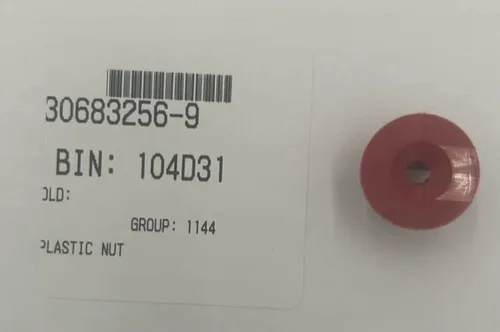 30683256-9
BIN: 104D31
OLD:
GROUP: 1144
PLASTIC NUT